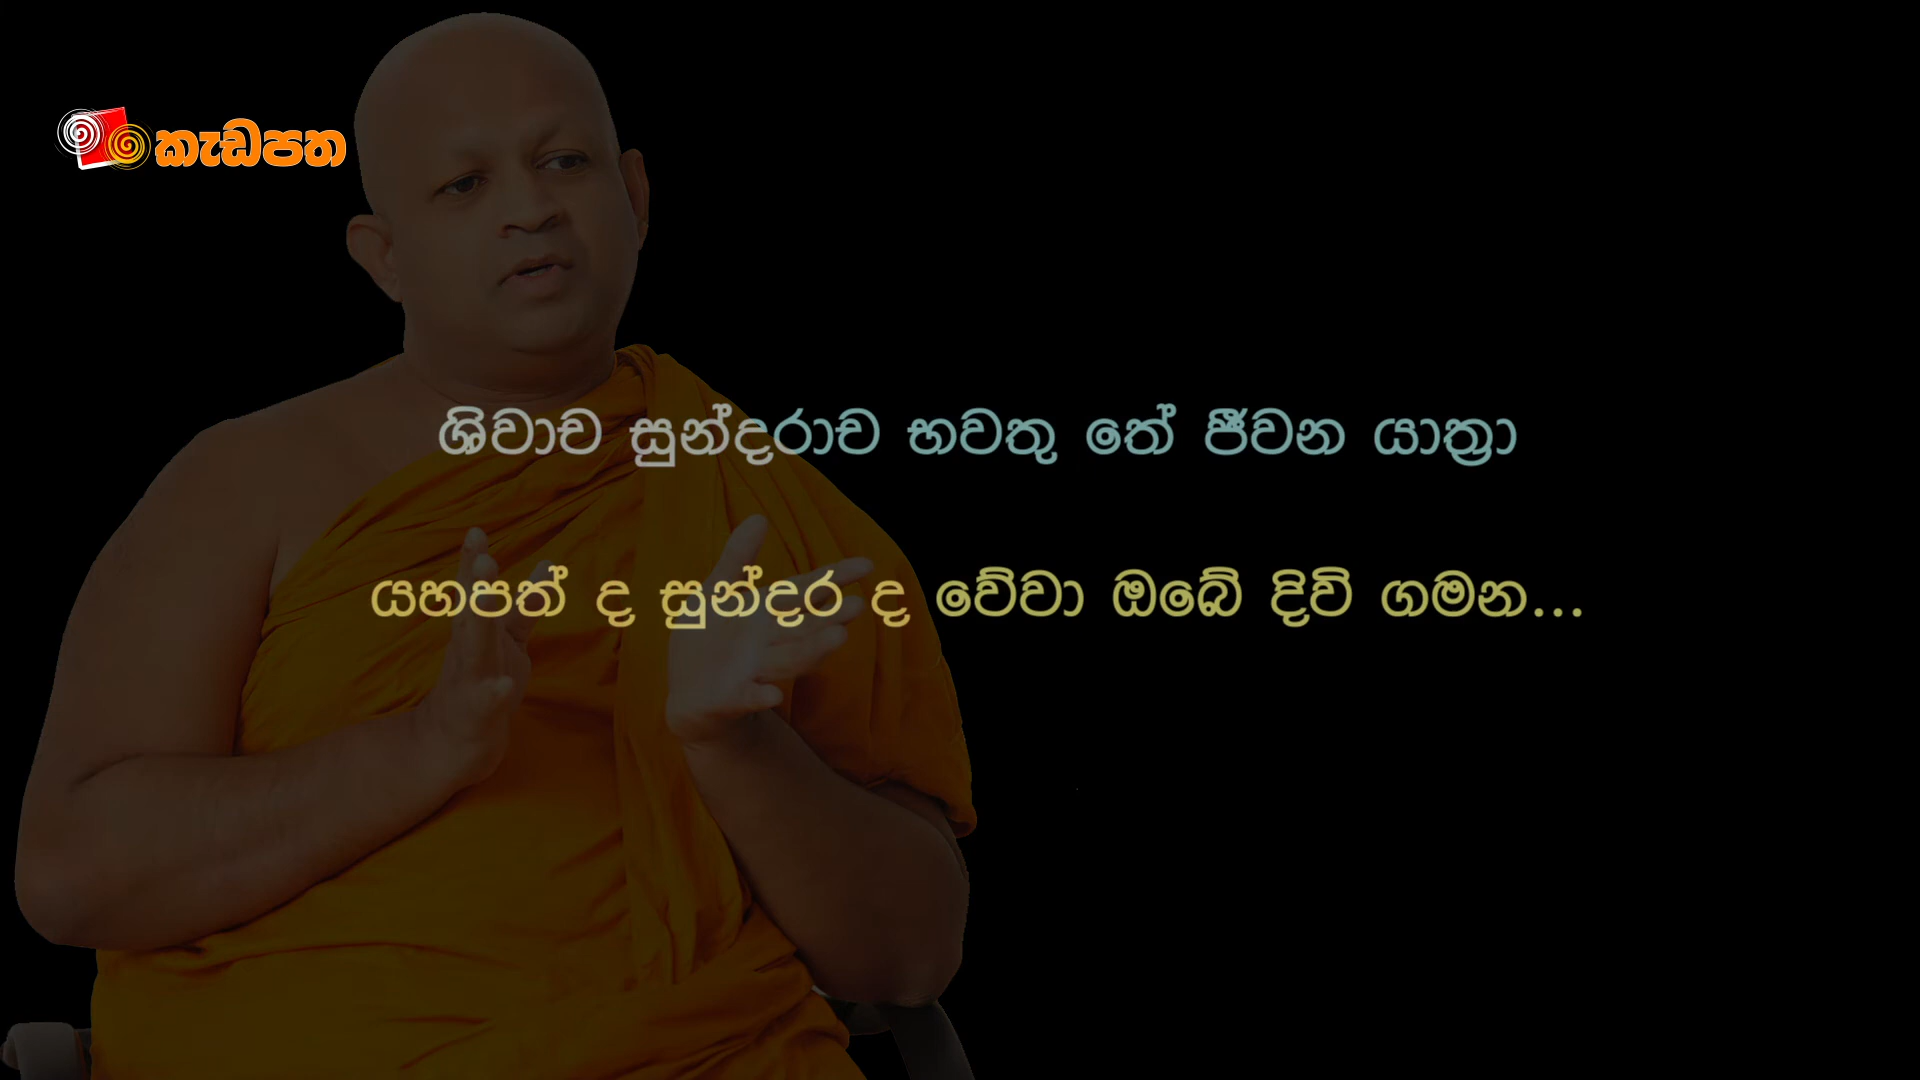 කැඩපත
ශිවාච සුන්දරාච භවතු තේ ජීවන යාත්‍රා
යහපත් ද සුන්දර ද වේවා ඔබේ දිවි ගමන...